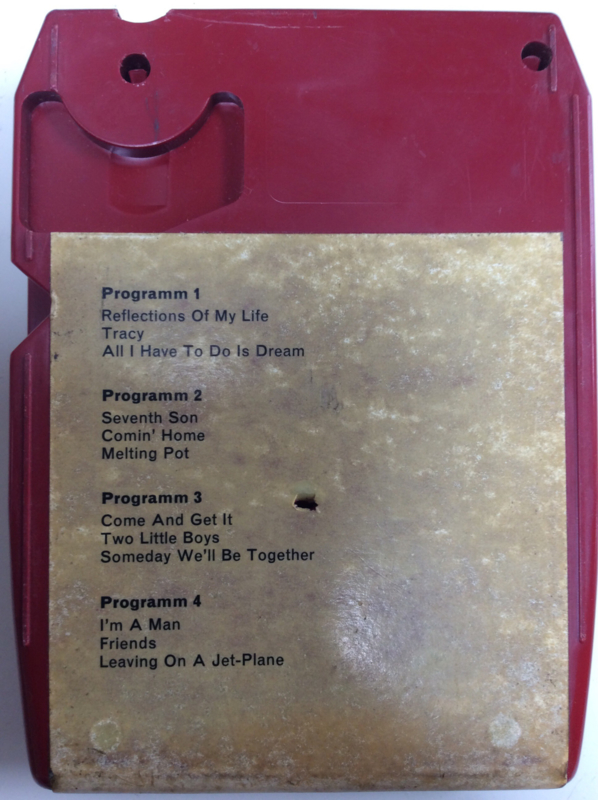 Programm 1
Reflections Of My Life
Tracy
All I Have To Do Is Dream
Programm 2
Seventh Son
Comin' Home
Melting Pot
Programm 3
Come And Get It
Two Little Boys
Someday We'll Be Together
Programm 4
I'm A Man
Friends
Leaving On A Jet-Plane